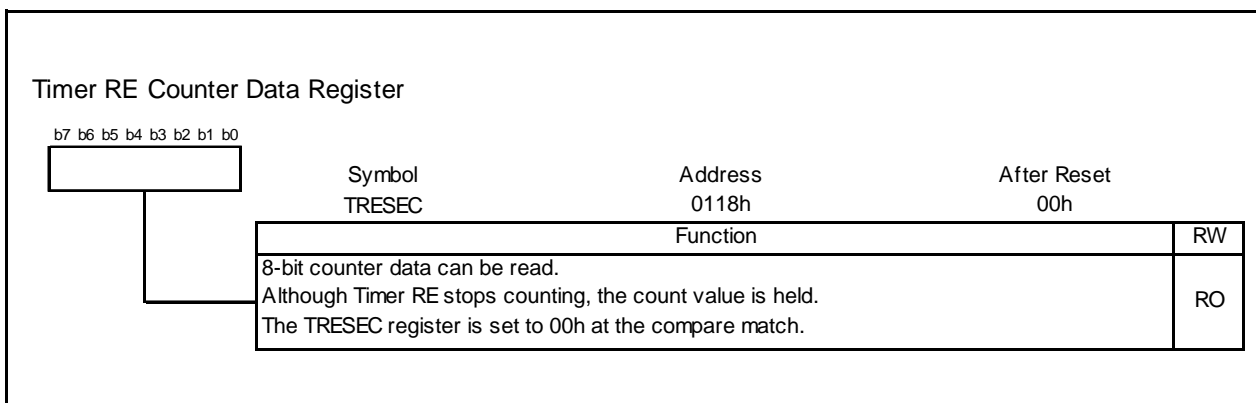 Timer RE Counter Data Register
b7 b6 b5 b4 b3 b2 b1 b0
Symbol Address After Reset
TRESEC 0118h 00h
Function RW
8-bit counter data can be read.
Although Timer RE stops counting, the count value is held.
The TRESEC register is set to 00h at the compare match.
RO